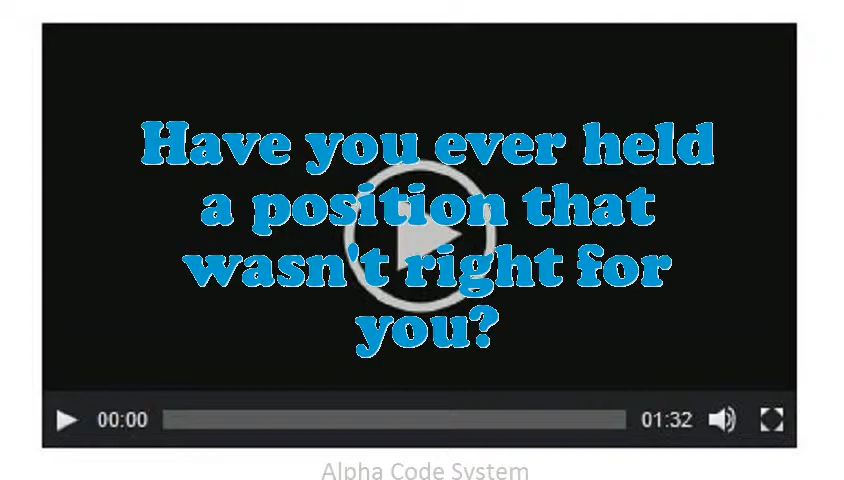 Have you ever held
a position that
wasn't right for
you?
00:00
01:32
Alpha Code System